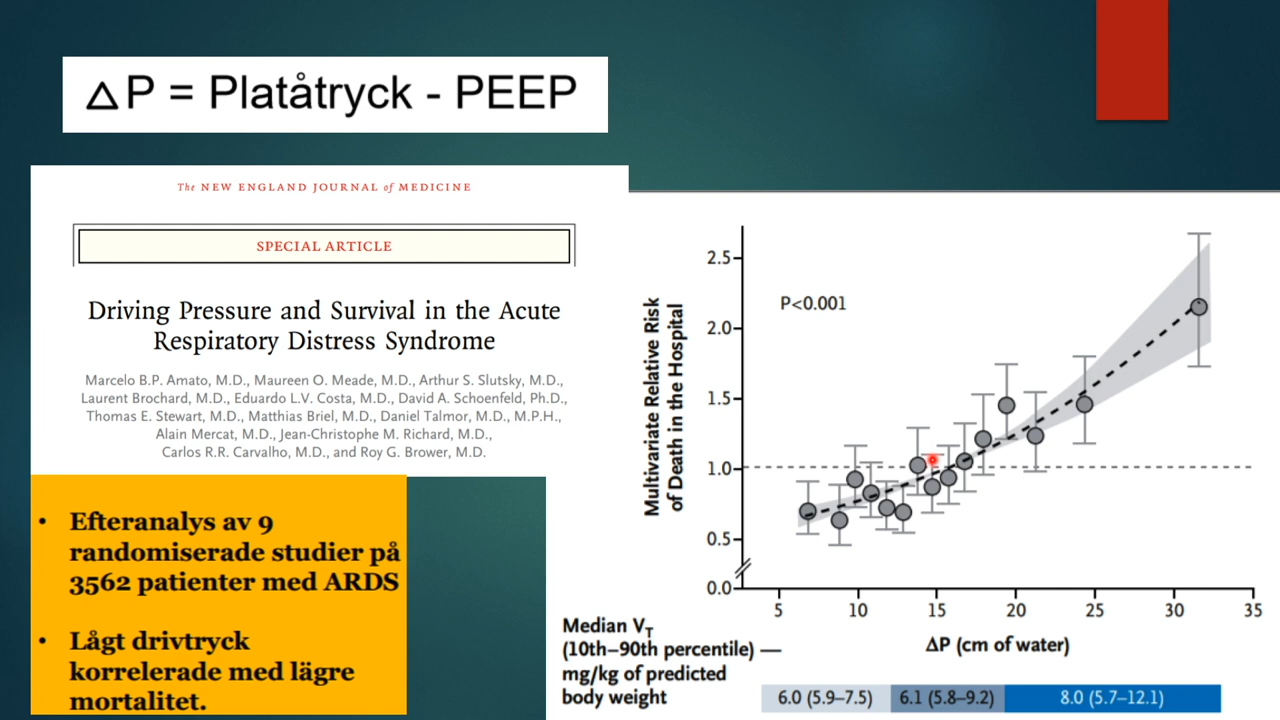 △P = Platåtryck - PEEP
The NEW ENGLAND JOURNAL of MEDICINE
SPECIAL ARTICLE
Driving Pressure and Survival in the Acute
Respiratory Distress Syndrome
Marcelo B.P. Amato, M.D., Maureen O. Meade, M.D., Arthur S. Slutsky, M.D.,
Laurent Brochard, M.D., Eduardo L.V. Costa, M.D., David A. Schoenfeld, Ph.D.,
Thomas E. Stewart, M.D., Matthias Briel, M.D., Daniel Talmor, M.D., M.P.H.,
Alain Mercat, M.D., Jean-Christophe M. Richard, M.D.,
Carlos R.R. Carvalho, M.D., and Roy G. Brower, M.D.
• Efteranalys av 9
randomiserade studier på
3562 patienter med ARDS
• Lågt drivtryck
korrelerade med lägre
mortalitet.
Multivariate Relative Risk
of Death in the Hospital
2.5
2.0
1.5
1.0
0.5
0.0
P<0.001
5 10 15 20 25 30 35
ΔP (cm of water)
Median VT
(10th–90th percentile) —
mg/kg of predicted
body weight
6.0 (5.9–7.5) 6.1 (5.8–9.2) 8.0 (5.7–12.1)